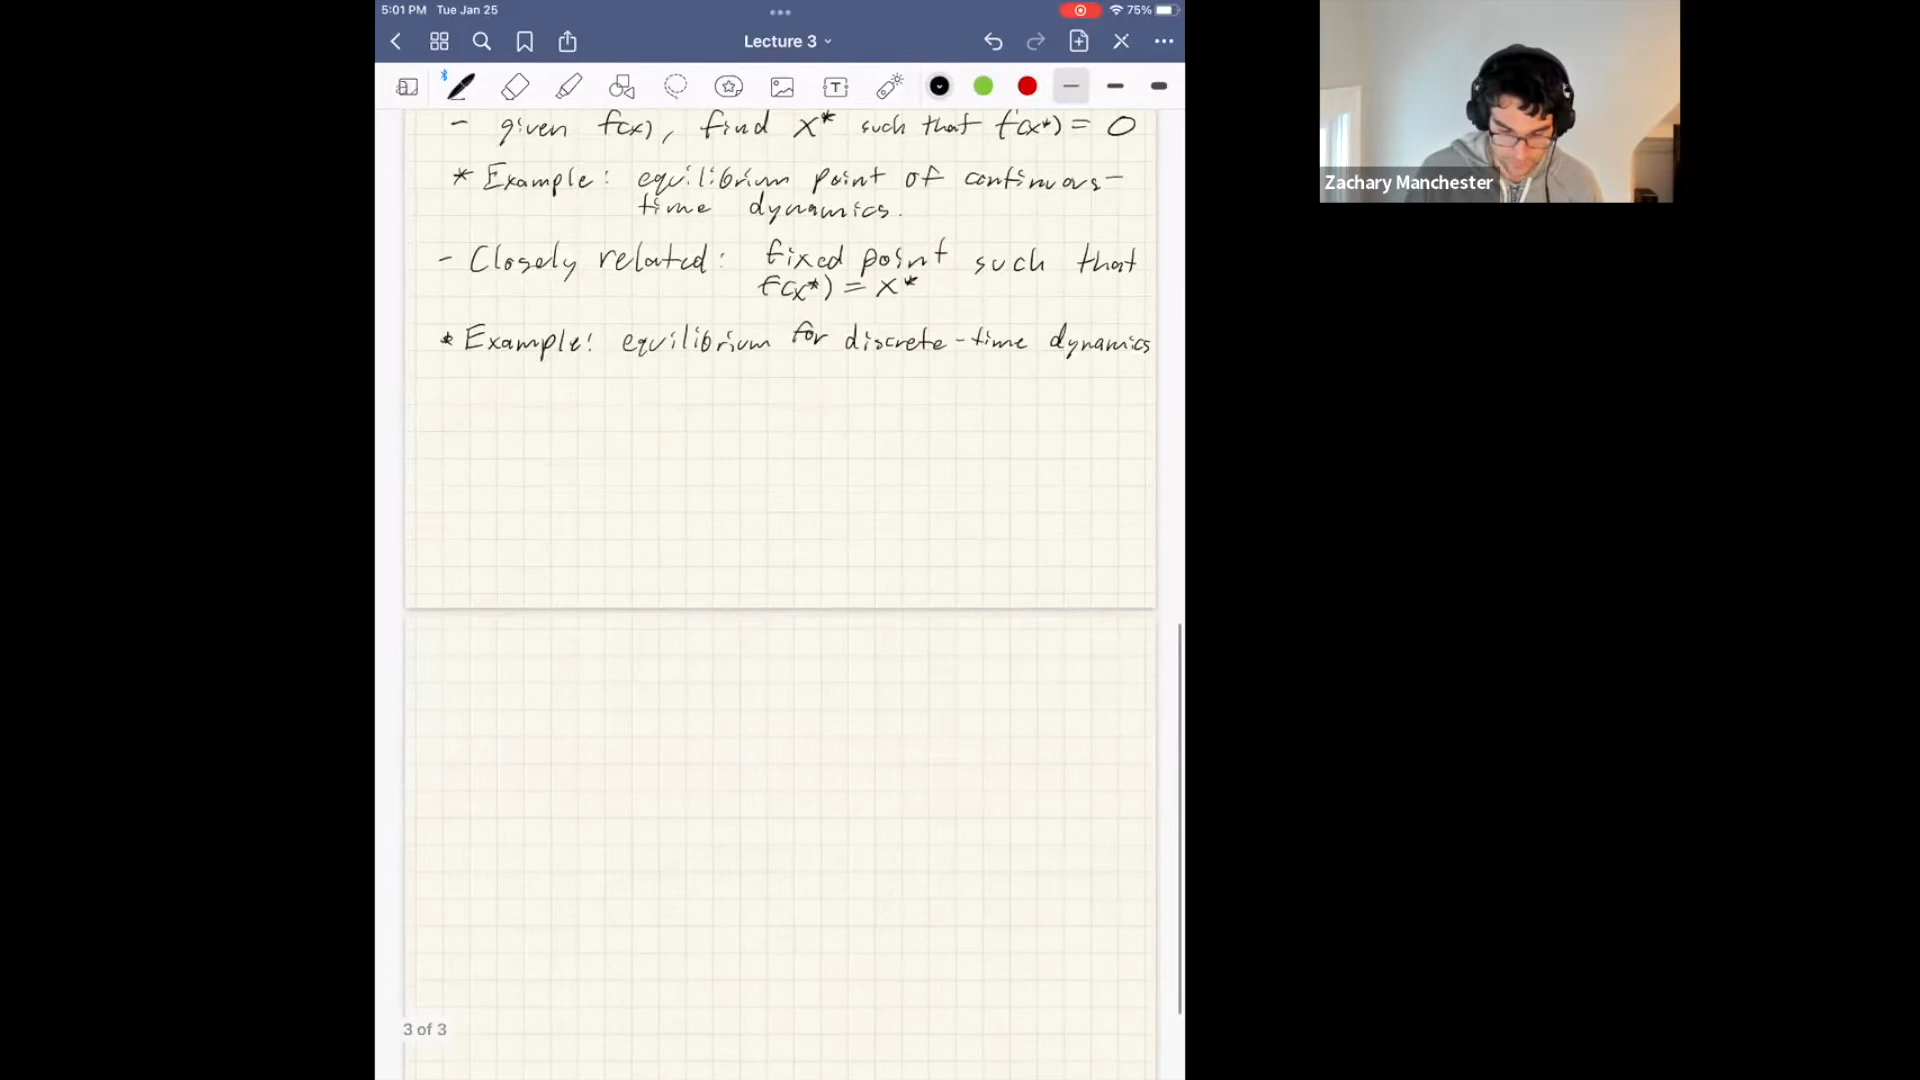 5:01 PM Tue Jan 25
75%
Lecture 3
- given f(x), find x* such that f(x*) = 0
* Example: equilibrium point of continuous-
time dynamics.
- Closely related: fixed point such that
f(x*) = x*
* Example: equilibrium for discrete-time dynamics
3 of 3
Zachary Manchester